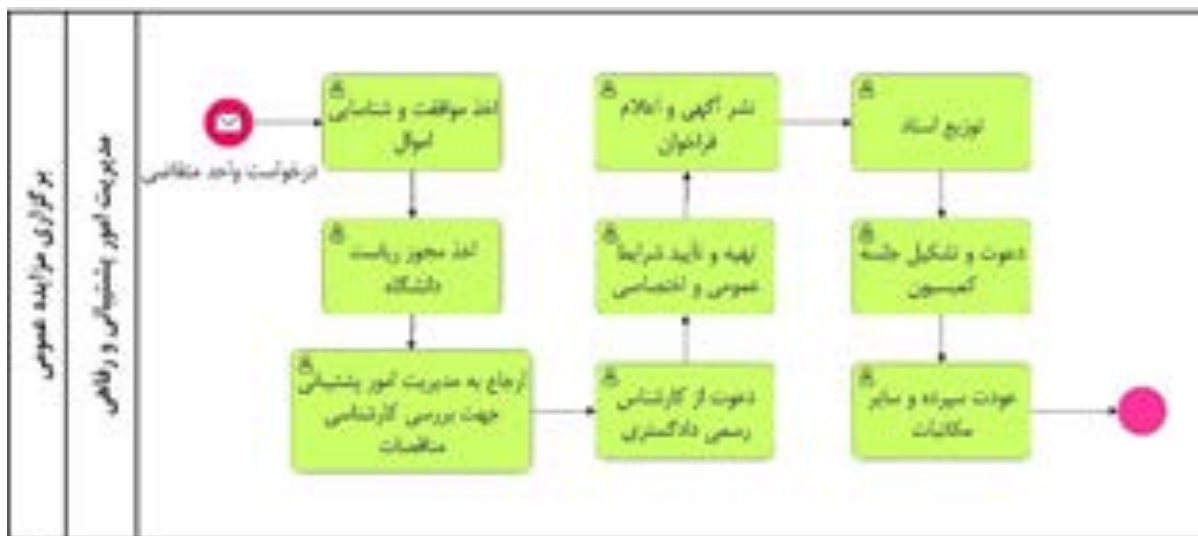 برگزاری مزایده عمومی
مدیریت امور پشتیبانی و رفاهی
درخواست واحد متقاضی
اخذ موافقت و شناسایی
اموال
اخذ مجوز ریاست
دانشگاه
ارجاع به مدیریت امور پشتیبانی
جهت بررسی کارشناسی
مناقصات
دعوت از کارشناس
رسمی دادگستری
تهیه و تأیید شرایط
عمومی و اختصاصی
نشر آگهی و اعلام
فراخوان
توزیع اسناد
دعوت و تشکیل جلسه
کمیسیون
عودت سپرده و سایر
مکاتبات